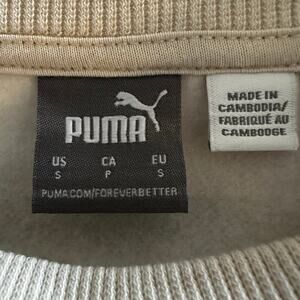 PUMA
US CA EU
S P S
PUMA.COM/FOREVERBETTER
MADE IN
CAMBODIA/
FABRIQUÉ AU
CAMBODGE